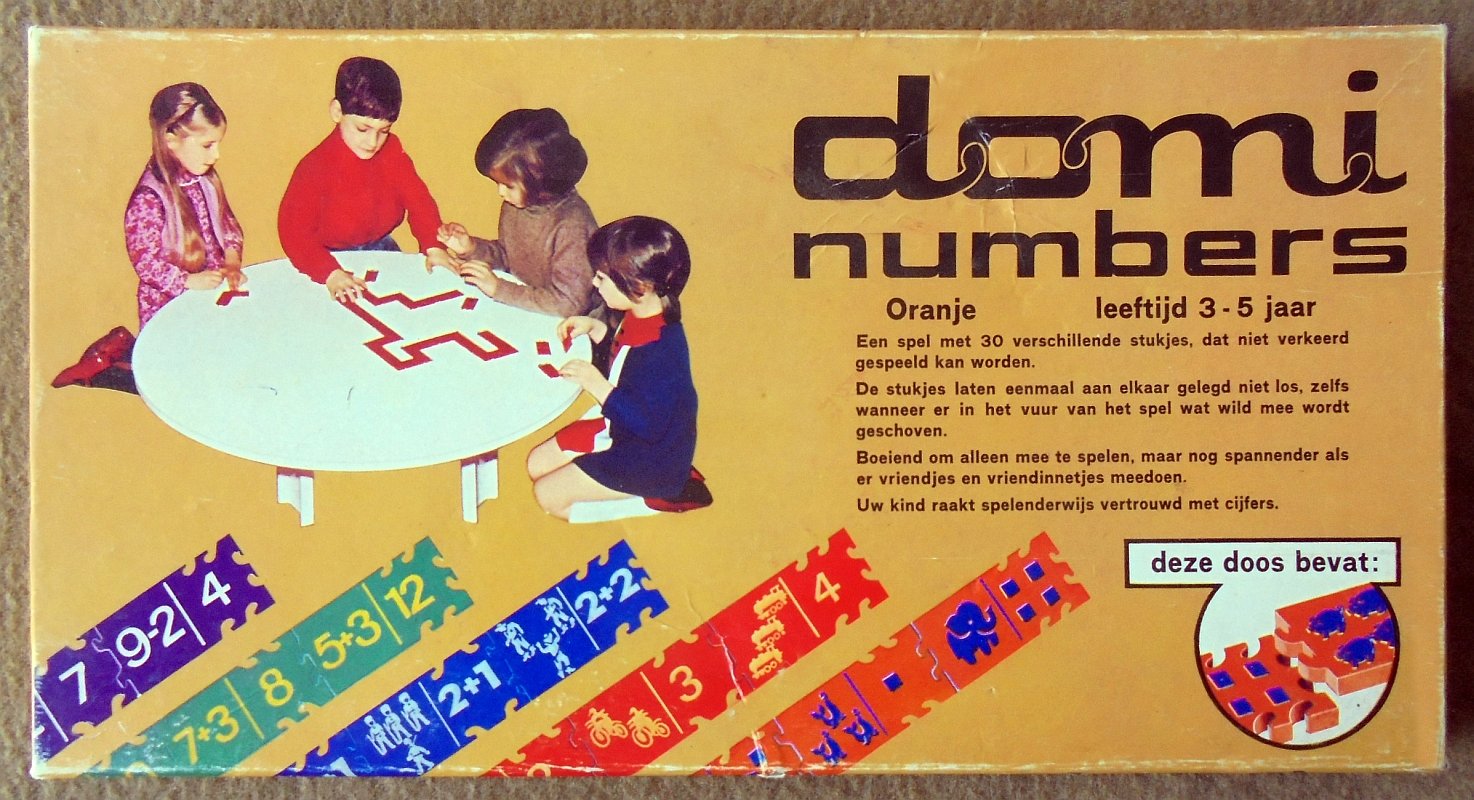 domi
numbers
Oranje leeftijd 3 - 5 jaar
Een spel met 30 verschillende stukjes, dat niet verkeerd
gespeeld kan worden.
De stukjes laten eenmaal aan elkaar gelegd niet los, zelfs
wanneer er in het vuur van het spel wat wild mee wordt
geschoven.
Boeiend om alleen mee te spelen, maar nog spannender als
er vriendjes en vriendinnetjes meedoen.
Uw kind raakt spelenderwijs vertrouwd met cijfers.
deze doos bevat:
7 9-2 4
7+3 8 5+3 12
1 2+1 2+2
3 4